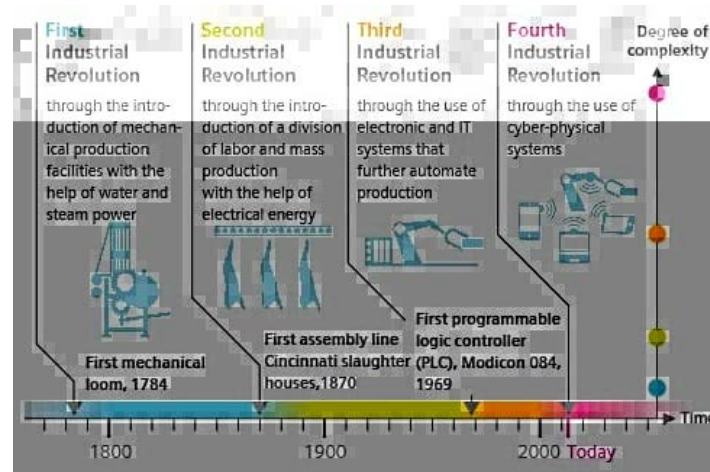 First
Industrial
Revolution
through the intro-
duction of mechan-
ical production
facilities with the
help of water and
steam power
First mechanical
loom, 1784
Second
Industrial
Revolution
through the intro-
duction of a division
of labor and mass
production
with the help of
electrical energy
First assembly line
Cincinnati slaughter
houses,1870
Third
Industrial
Revolution
through the use of
electronic and IT
systems that
further automate
production
First programmable
logic controller
(PLC), Modicon 084,
1969
Fourth
Industrial
Revolution
through the use of
cyber-physical
systems
Degree of
complexity
1800
1900
2000
Today
Time